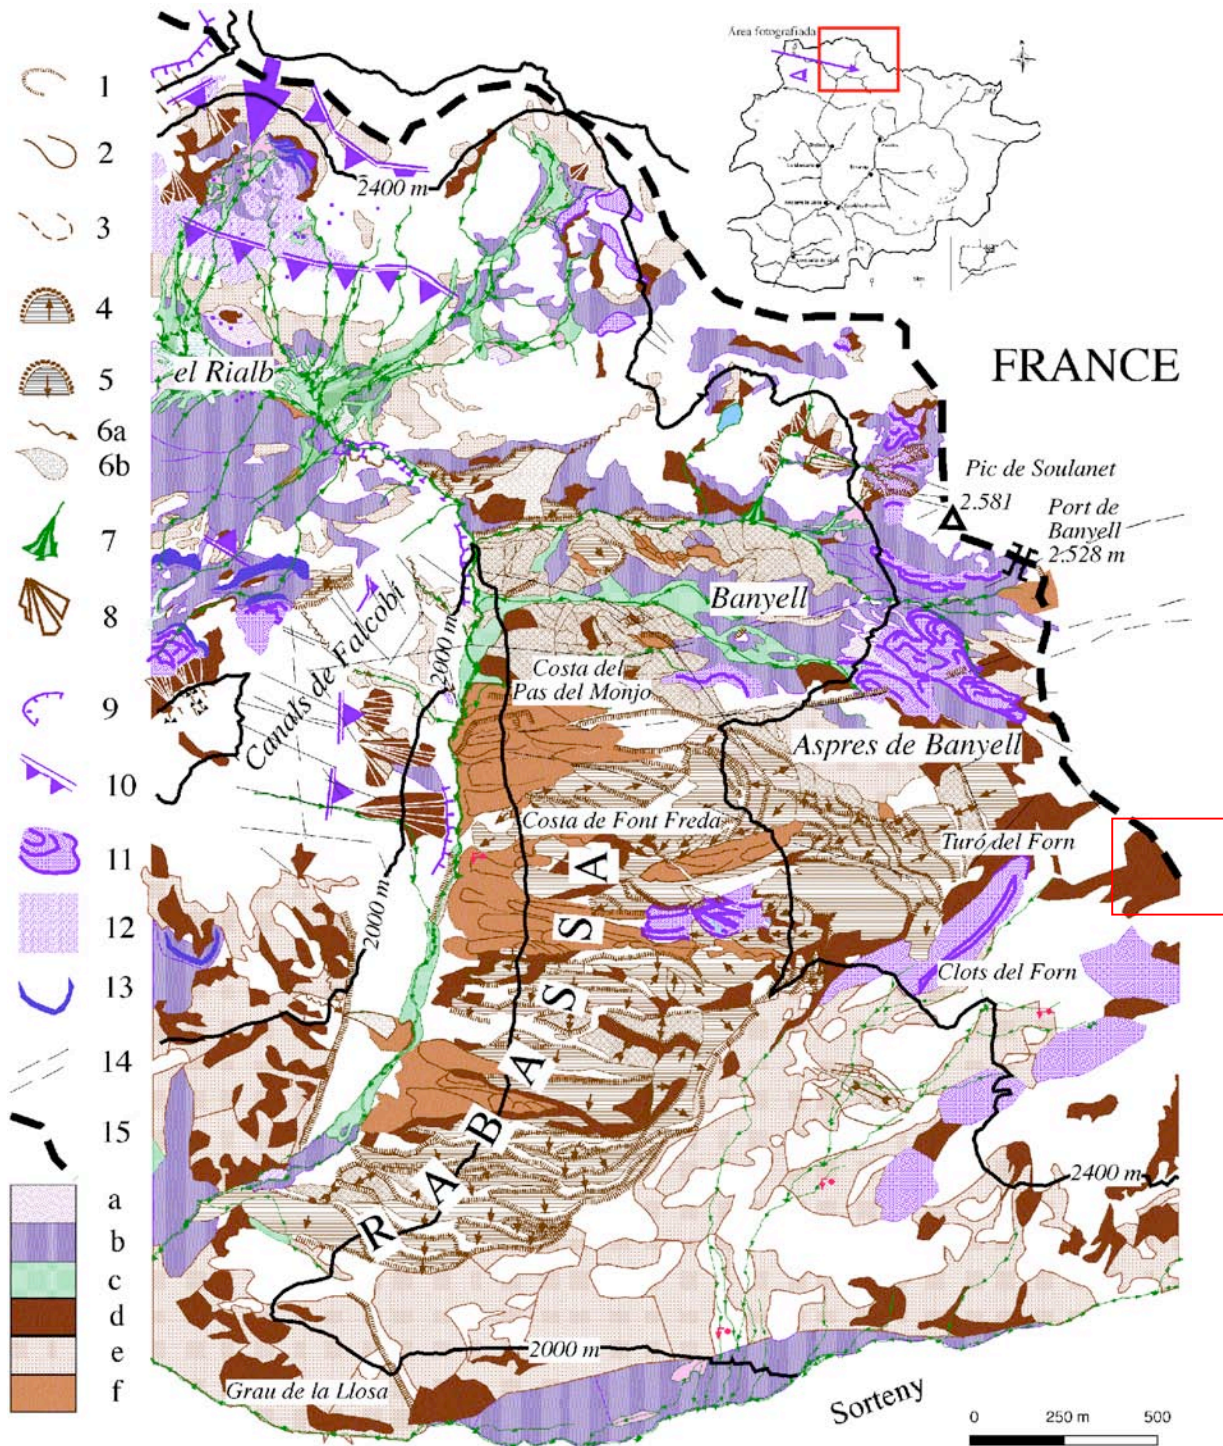 Área fotografiada
1
2
3
2400 m
4
5
el Rialb
FRANCE
6a
6b
Pic de Soulanet
2.581
Port de
Banyell
2.528 m
7
8
Banyell
2000 m
Canals de Falcobí
Costa del
Pas del Monjo
9
Aspres de Banyell
10
Costa de Font Freda
Turó del Forn
11
12
2000 m
Clots del Forn
13
14
15
RABASSA
2400 m
a
b
c
d
e
f
2000 m
Grau de la Llosa
Sorteny
0 250 m 500